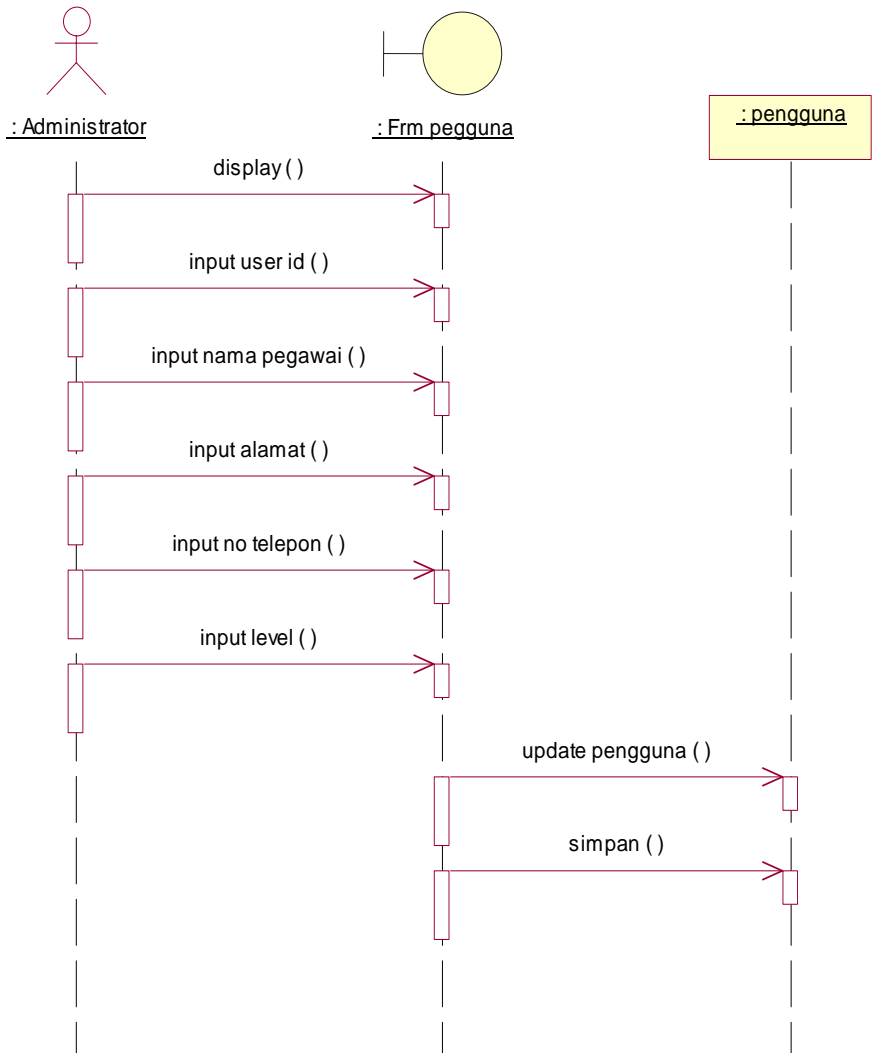 : Administrator
: Frm pegguna
: pengguna
display ( )
input user id ( )
input nama pegawai ( )
input alamat ( )
input no telepon ( )
input level ( )
update pengguna ( )
simpan ( )